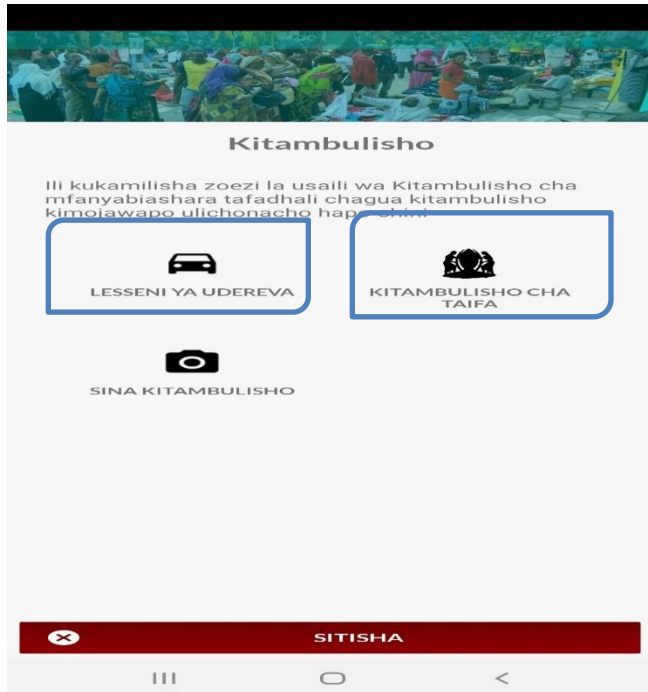 Kitambulisho
Ili kukamilisha zoezi la usaili wa Kitambulisho cha
mfanyabiashara tafadhali chagua kitambulisho
kimojawapo ulichonacho hapo chini
LESSENI YA UDEREVA
KITAMBULISHO CHA
TAIFA
SINA KITAMBULISHO
SITISHA